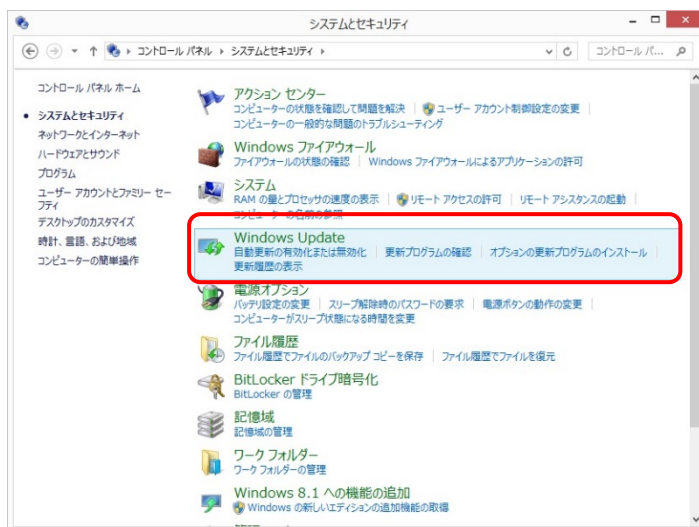 システムとセキュリティ
コントロール パネル システムとセキュリティ
コントロール パ...
コントロール パネル ホーム
システムとセキュリティ
ネットワークとインターネット
ハードウェアとサウンド
プログラム
ユーザー アカウントとファミリー セー
フティ
デスクトップのカスタマイズ
時計、言語、および地域
コンピューターの簡単操作
アクション センター
コンピューターの状態を確認して問題を解決 ユーザー アカウント制御設定の変更
コンピューターの一般的な問題のトラブルシューティング
Windows ファイアウォール
ファイアウォールの状態の確認 Windows ファイアウォールによるアプリケーションの許可
システム
RAM の量とプロセッサの速度の表示 リモート アクセスの許可 リモート アシスタンスの起動
コンピューターの名前の参照
Windows Update
自動更新の有効化または無効化 更新プログラムの確認 オプションの更新プログラムのインストール
更新履歴の表示
電源オプション
バッテリ設定の変更 スリープ解除時のパスワードの要求 電源ボタンの動作の変更
コンピューターがスリープ状態になる時間を変更
ファイル履歴
ファイル履歴でファイルのバックアップ コピーを保存 ファイル履歴でファイルを復元
BitLocker ドライブ暗号化
BitLocker の管理
記憶域
記憶域の管理
ワーク フォルダー
ワーク フォルダーの管理
Windows 8.1 への機能の追加
Windows の新しいエディションの追加機能の取得